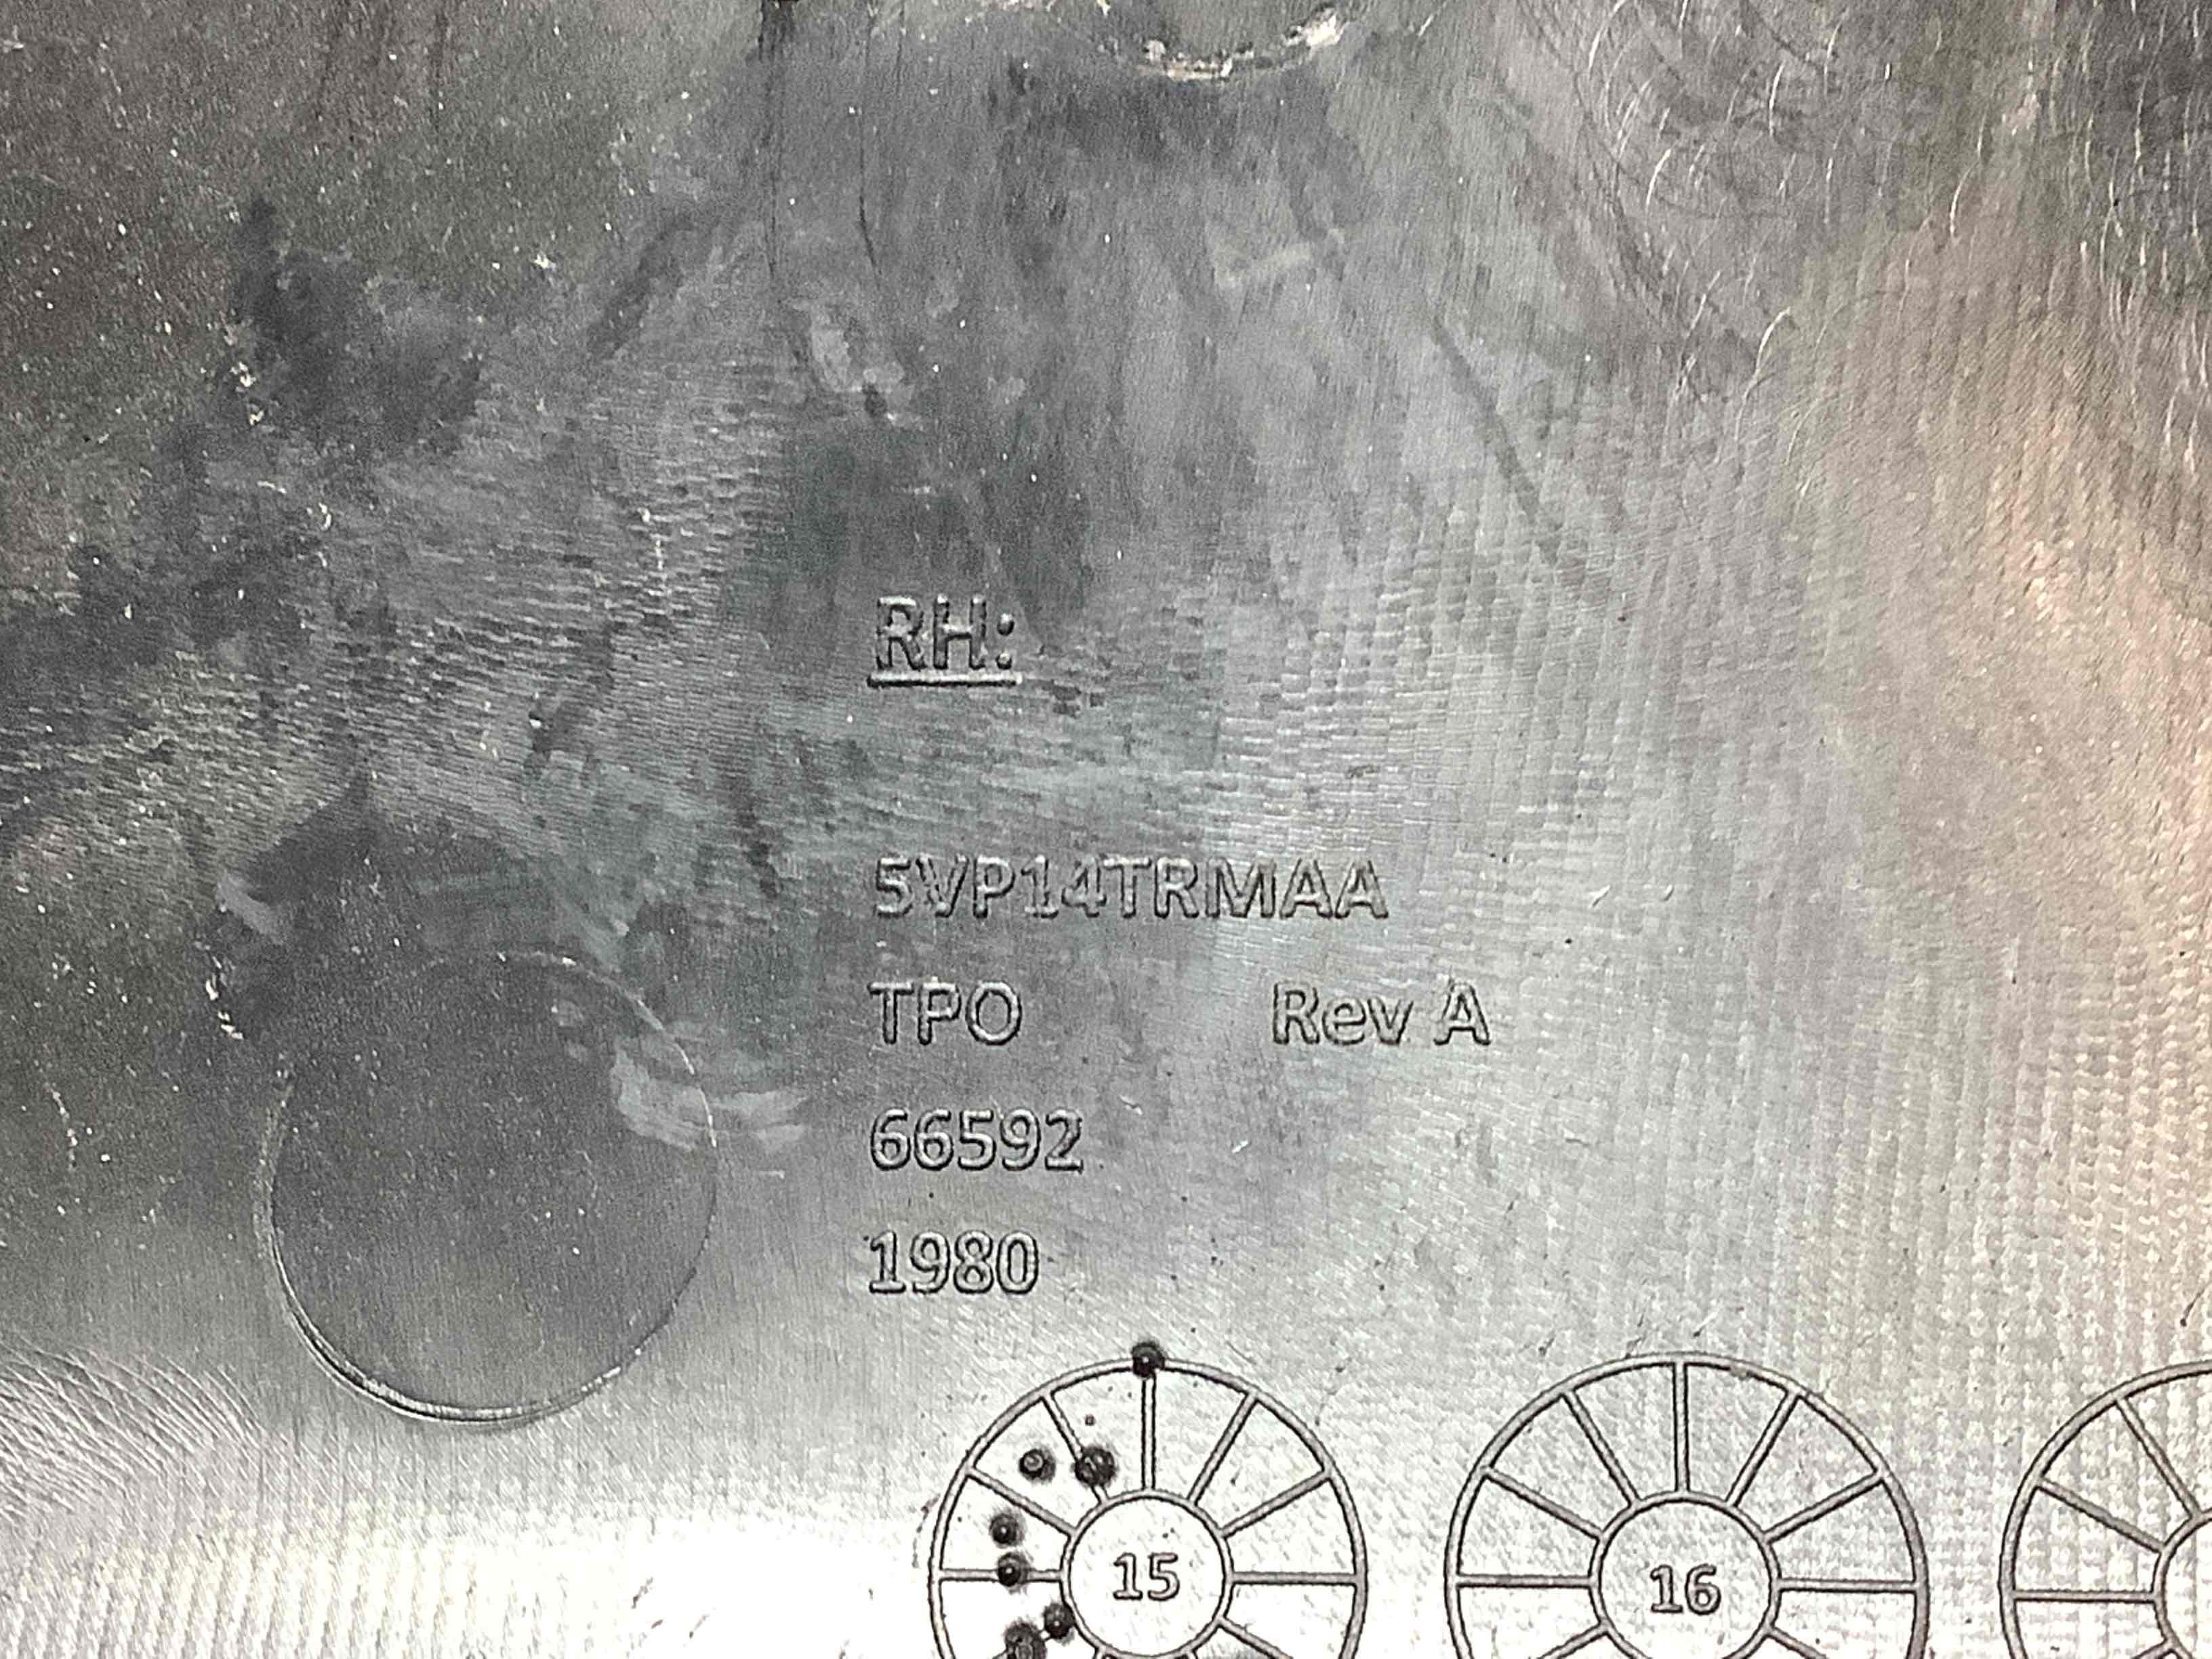 RH:
5VP14TRMAA
TPO Rev A
66592
1980
15 16